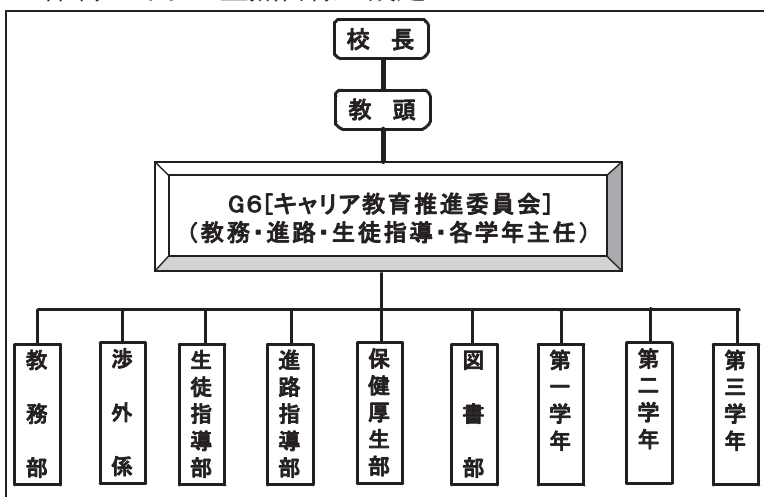 校 長
教 頭
G6[キャリア教育推進委員会]
(教務・進路・生徒指導・各学年主任)
教務部
渉外係
生徒指導部
進路指導部
保健厚生部
図書部
第一学年
第二学年
第三学年